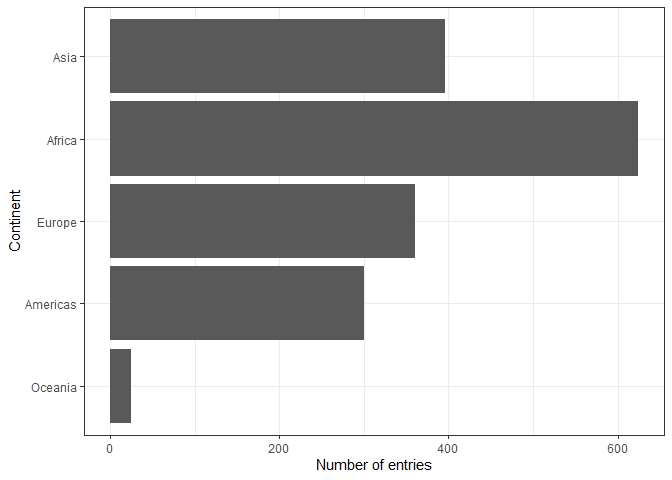 Asia
Africa
Europe
Americas
Oceania
Continent
0 200 400 600
Number of entries